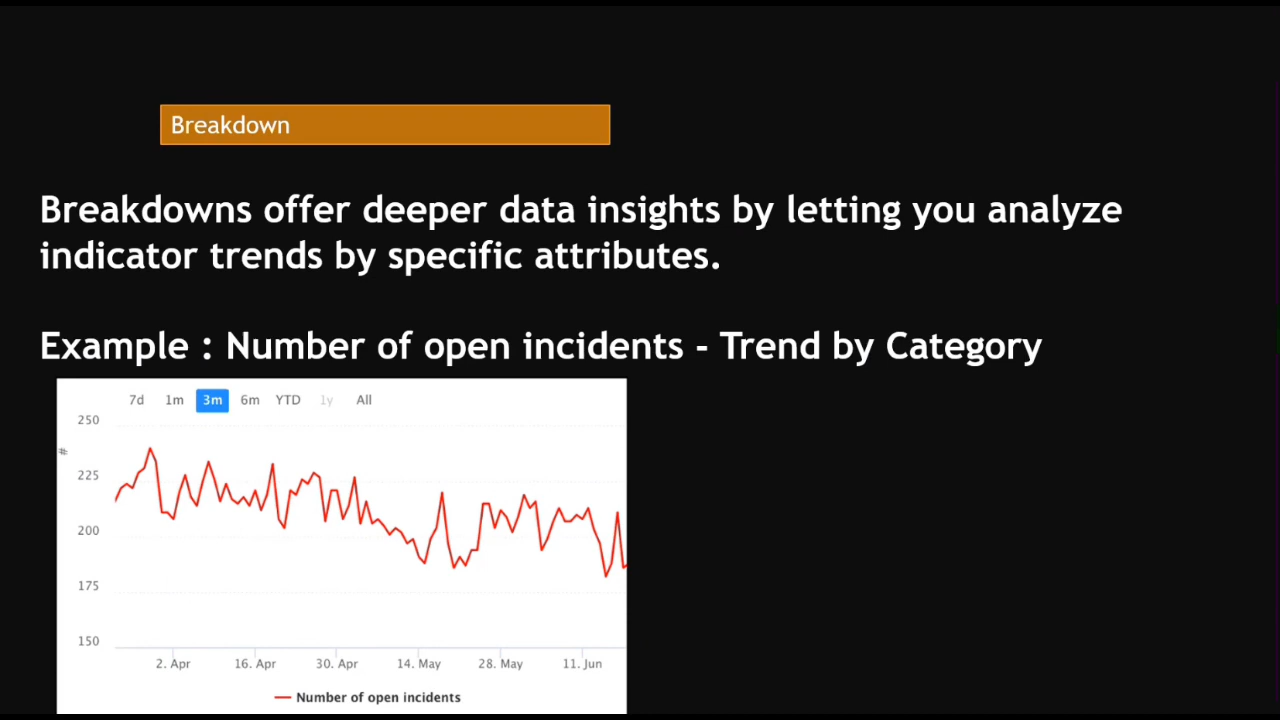 Breakdown
Breakdowns offer deeper data insights by letting you analyze
indicator trends by specific attributes.
Example : Number of open incidents - Trend by Category
7d 1m 3m 6m YTD 1y All
250
#
225
200
175
150
2. Apr 16. Apr 30. Apr 14. May 28. May 11. Jun
Number of open incidents